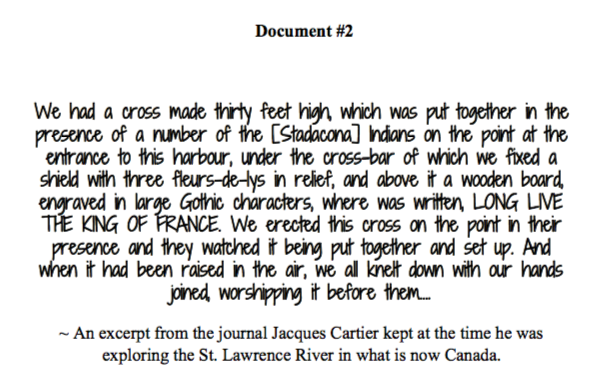 Document #2
We had a cross made thirty feet high, which was put together in the
presence of a number of the [Stadacona] Indians on the point at the
entrance to this harbour, under the cross-bar of which we fixed a
shield with three fleurs-de-lys in relief, and above it a wooden board,
engraved in large Gothic characters, where was written, LONG LIVE
THE KING OF FRANCE. We erected this cross on the point in their
presence and they watched it being put together and set up. And
when it had been raised in the air, we all knelt down with our hands
joined, worshipping it before them....
~ An excerpt from the journal Jacques Cartier kept at the time he was
exploring the St. Lawrence River in what is now Canada.